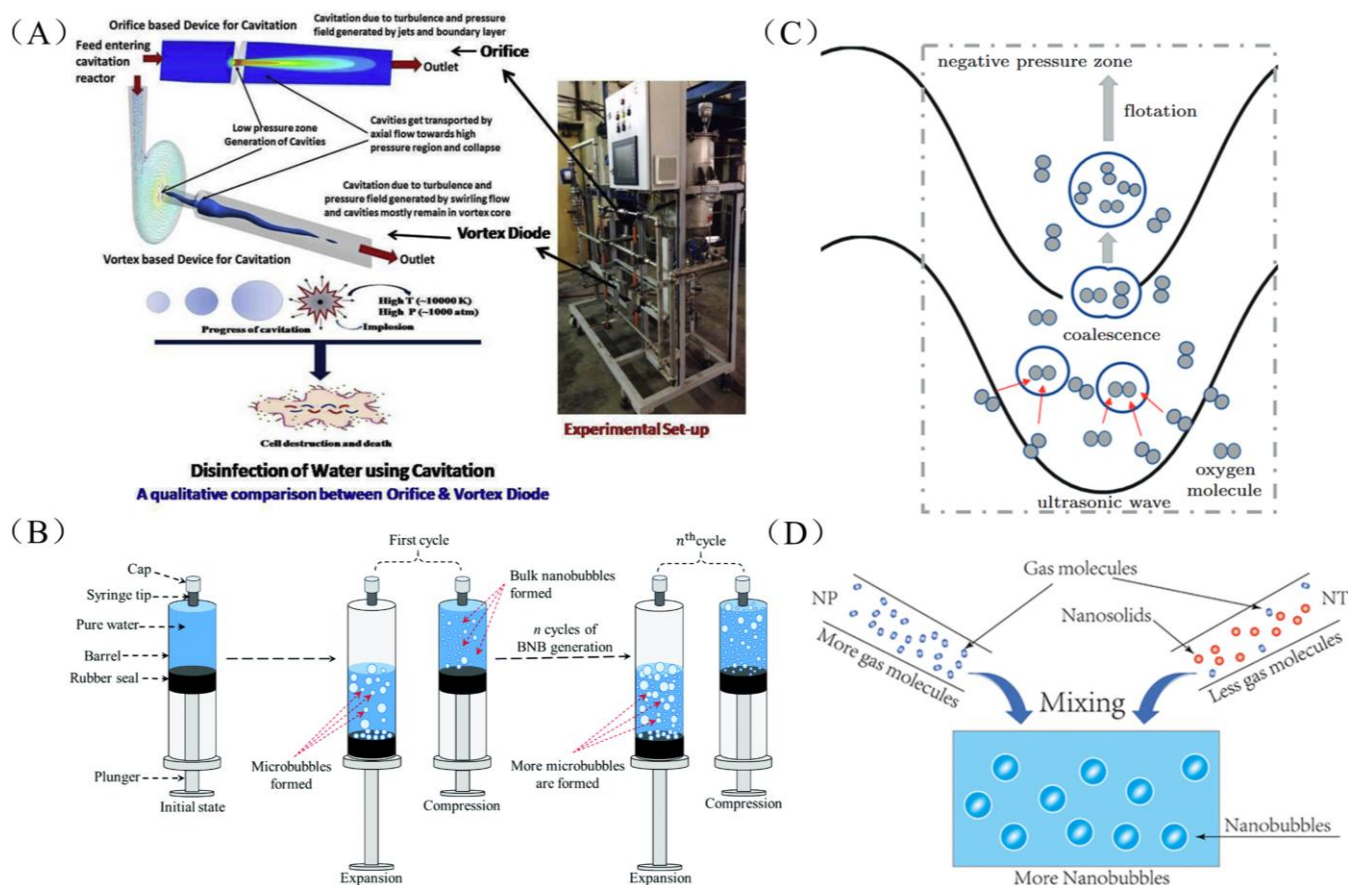 (A)
Orifice based Device for Cavitation
Cavitation due to turbulence and pressure
field generated by jets and boundary layer
Feed entering
cavitation
reactor
Orifice
Outlet
Low pressure zone
Generation of Cavities
Cavities get transported by
axial flow towards high
pressure region and collapse
Cavitation due to turbulence and
pressure field generated by swirling flow
and cavities mostly remain in vortex core
Vortex Diode
Outlet
Vortex based Device for Cavitation
High T (~10000 K)
High P (~1000 atm)
Implosion
Progress of cavitation
Cell destruction and death
Experimental Set-up
Disinfection of Water using Cavitation
A qualitative comparison between Orifice & Vortex Diode
(B)
First cycle
nth cycle
Cap
Syringe tip
Pure water
Barrel
Rubber seal
Plunger
Initial state
Bulk nanobubbles
formed
n cycles of
BNB generation
Microbubbles
formed
Compression
Expansion
More microbubbles
are formed
Compression
Expansion
(C)
negative pressure zone
flotation
coalescence
oxygen
molecule
ultrasonic wave
(D)
Gas molecules
NP
NT
Nanosolids
More gas molecules
Less gas molecules
Mixing
Nanobubbles
More Nanobubbles